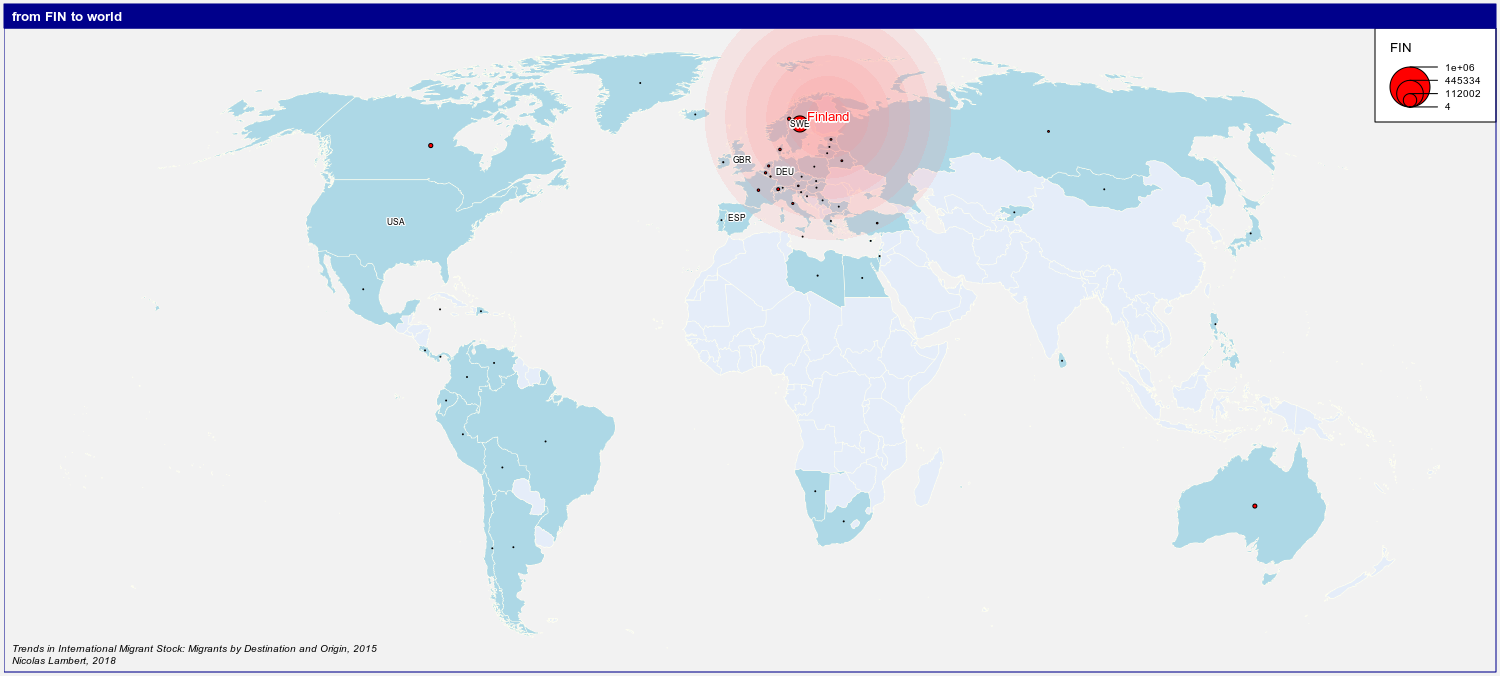 from FIN to world
FIN
1e+06
445334
112002
4
Finland
SWE
GBR
DEU
ESP
USA
Trends in International Migrant Stock: Migrants by Destination and Origin, 2015
Nicolas Lambert, 2018